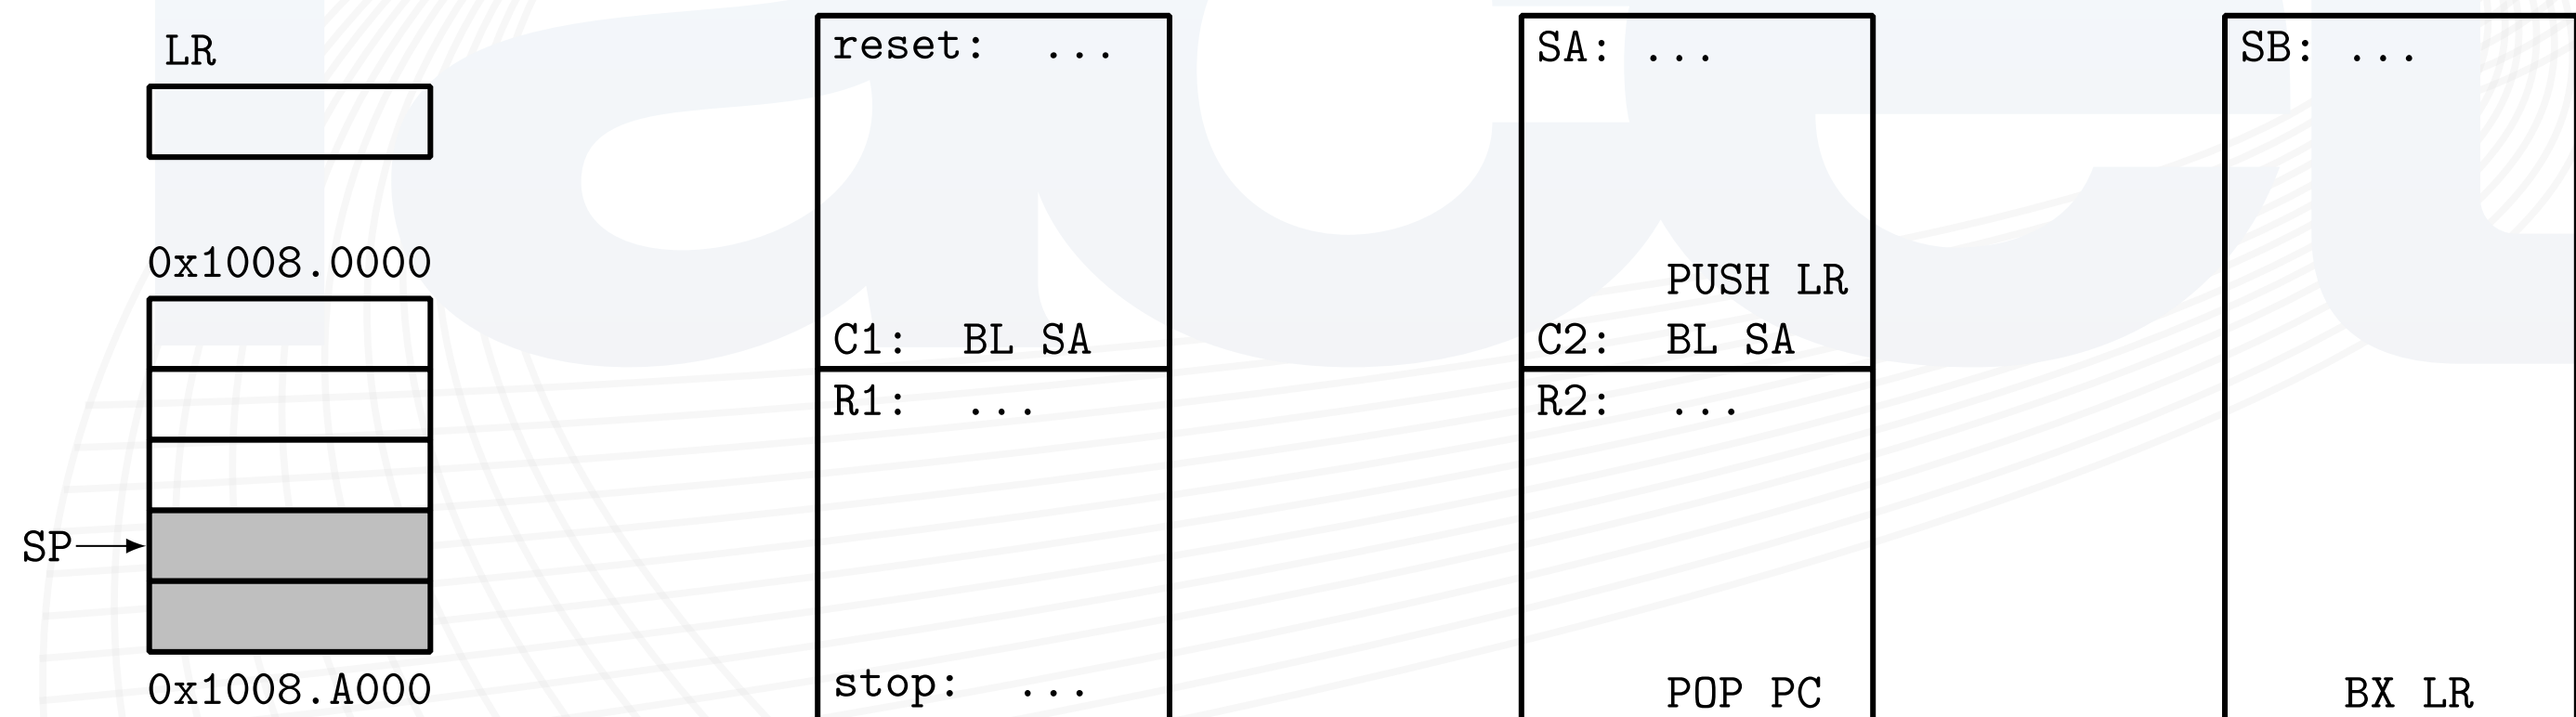 LR
0x1008.0000
SP
0x1008.A000
reset: ...
C1: BL SA
R1: ...
stop: ...
SA: ...
PUSH LR
C2: BL SA
R2: ...
POP PC
SB: ...
BX LR